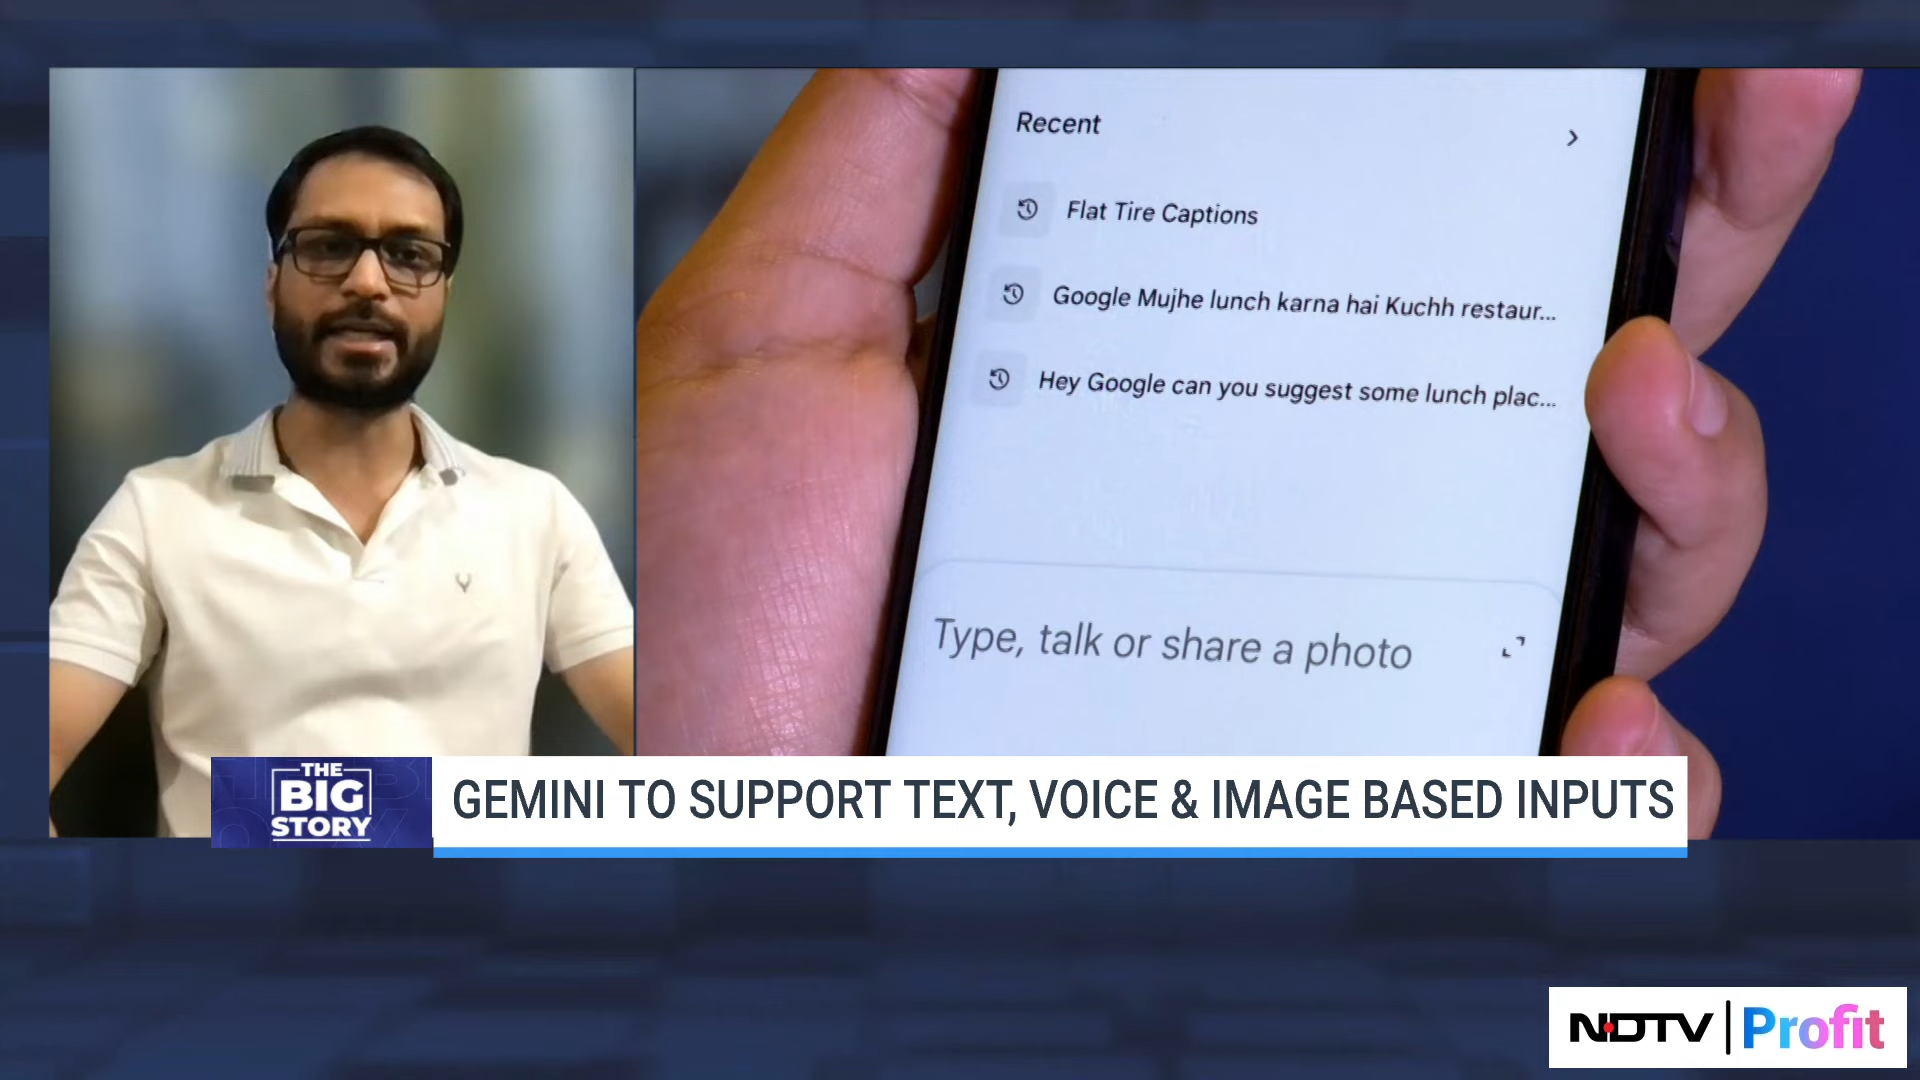 Recent
Flat Tire Captions
Google Mujhe lunch karna hai Kuchh restaur...
Hey Google can you suggest some lunch plac...
Type, talk or share a photo
THE
BIG
STORY
GEMINI TO SUPPORT TEXT, VOICE & IMAGE BASED INPUTS
NDTV | Profit